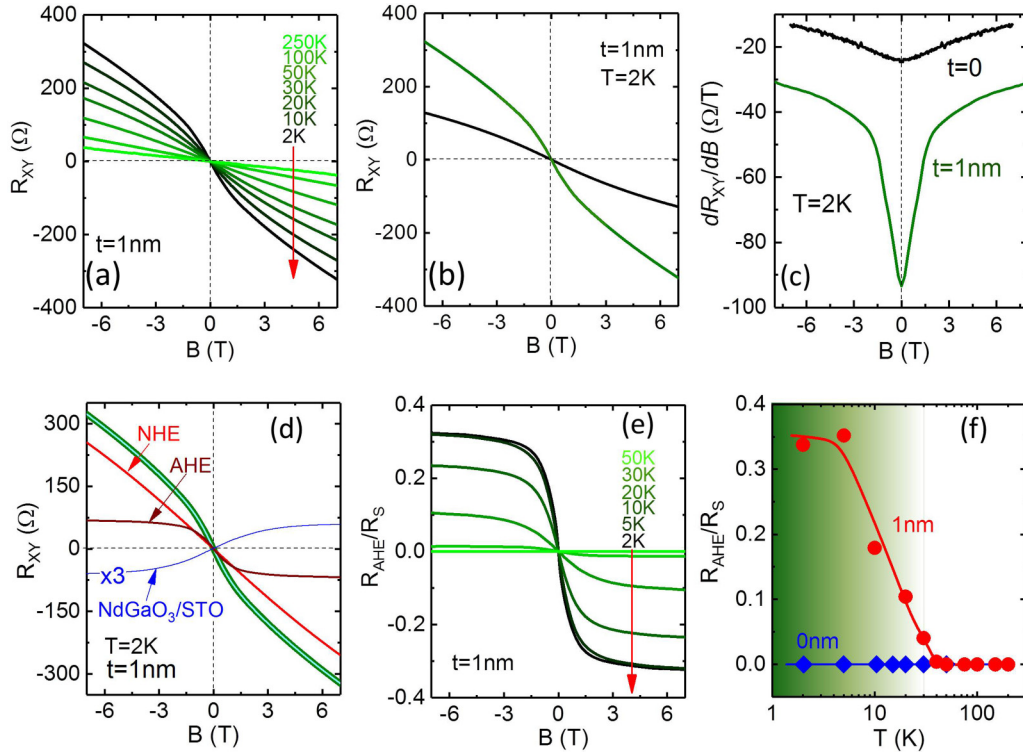 400
200
0
-200
-400
R_XY (Ω)
250K
100K
50K
30K
20K
10K
2K
t=1nm
(a)
-6 -3 0 3 6
B (T)
400
200
0
-200
-400
R_XY (Ω)
t=1nm
T=2K
(b)
-6 -3 0 3 6
B (T)
-20
-40
-60
-80
-100
dR_XY/dB (Ω/T)
t=0
t=1nm
T=2K
(c)
-6 -3 0 3 6
B (T)
300
150
0
-150
-300
R_XY (Ω)
(d)
NHE
AHE
x3
NdGaO₃/STO
T=2K
t=1nm
-6 -3 0 3 6
B (T)
0.4
0.2
0.0
-0.2
-0.4
R_AHE/R_S
(e)
50K
30K
20K
10K
5K
2K
t=1nm
-6 -3 0 3 6
B (T)
0.4
0.3
0.2
0.1
0.0
R_AHE/R_S
(f)
1nm
0nm
1 10 100
T (K)